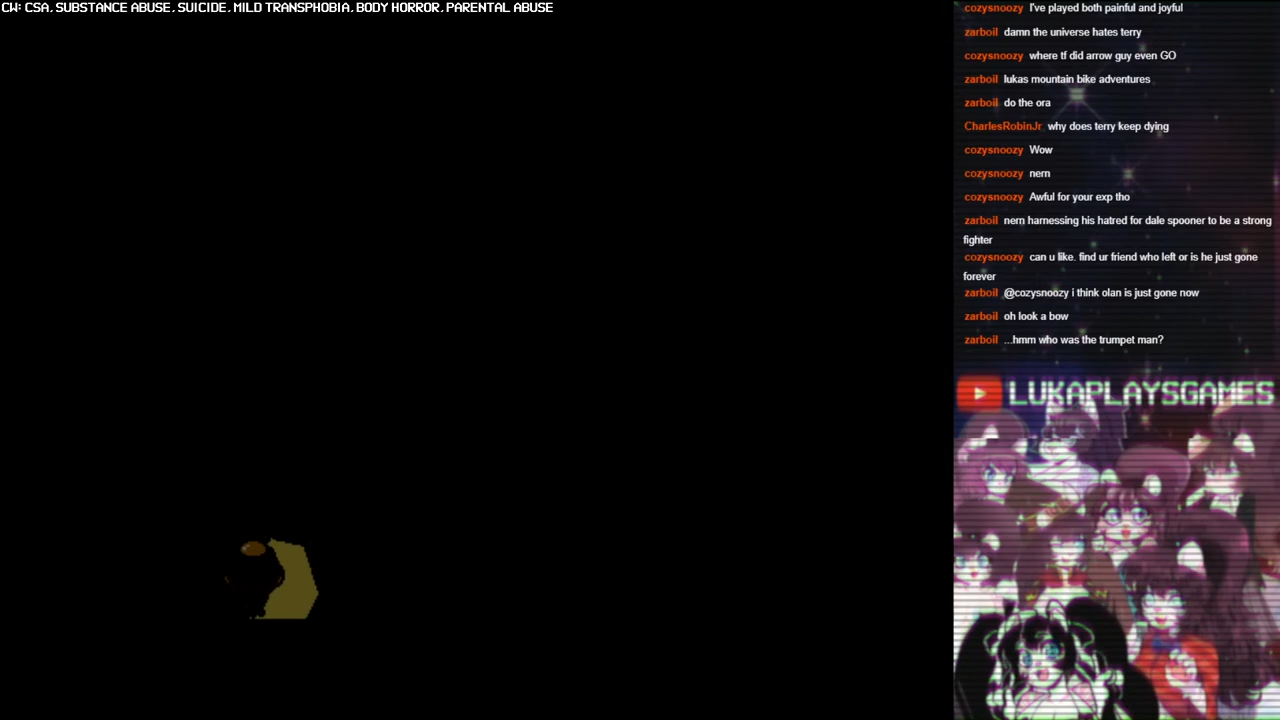 CW: CSA, SUBSTANCE ABUSE, SUICIDE, MILD TRANSPHOBIA, BODY HORROR, PARENTAL ABUSE
cozysnoozy I've played both painful and joyful
zarboil damn the universe hates terry
cozysnoozy where tf did arrow guy even GO
zarboil lukas mountain bike adventures
zarboil do the ora
CharlesRobinJr why does terry keep dying
cozysnoozy Wow
cozysnoozy nern
cozysnoozy Awful for your exp tho
zarboil nern harnessing his hatred for dale spooner to be a strong
fighter
cozysnoozy can u like. find ur friend who left or is he just gone
forever
zarboil @cozysnoozy i think olan is just gone now
zarboil oh look a bow
zarboil ...hmm who was the trumpet man?
LUKAPLAYSGAMES